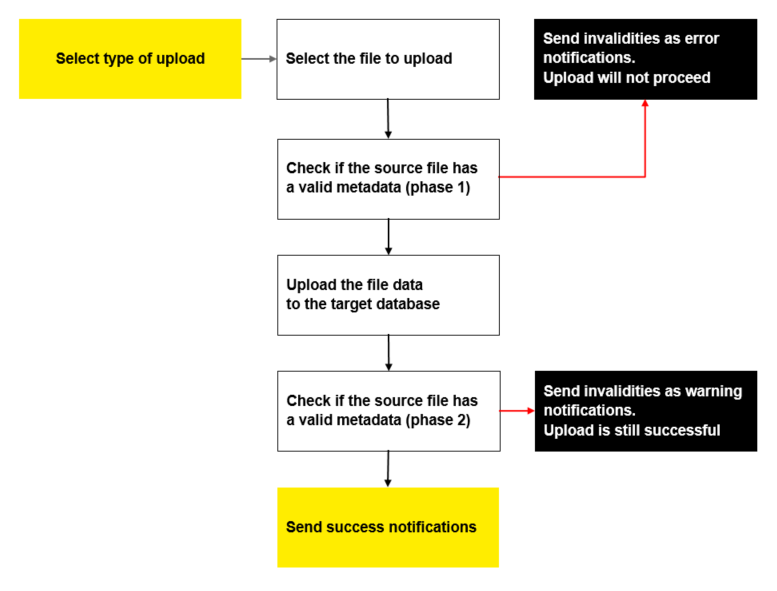 Select type of upload
Select the file to upload
Send invalidities as error
notifications.
Upload will not proceed
Check if the source file has
a valid metadata (phase 1)
Upload the file data
to the target database
Check if the source file has
a valid metadata (phase 2)
Send invalidities as warning
notifications.
Upload is still successful
Send success notifications